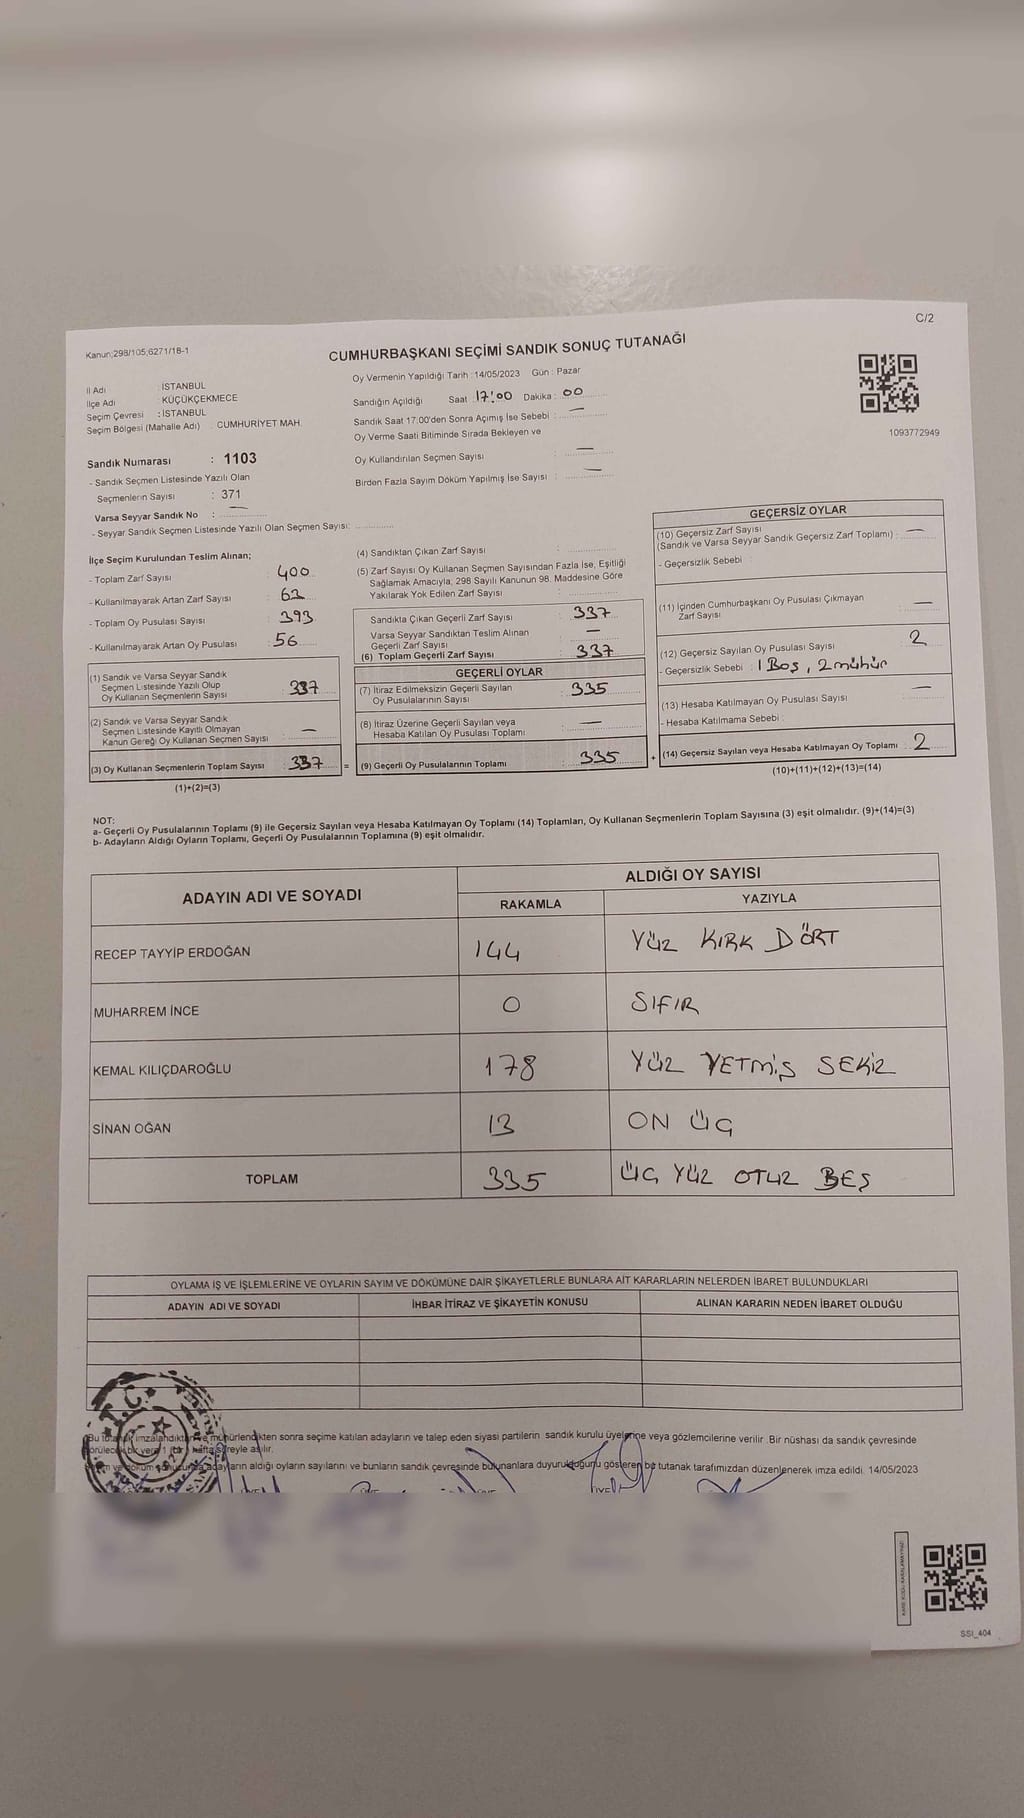 C/2
Kanun;298/105;6271/18-1
CUMHURBAŞKANI SEÇİMİ SANDIK SONUÇ TUTANAĞI
İl Adı : İSTANBUL
İlçe Adı : KÜÇÜKÇEKMECE
Seçim Çevresi : İSTANBUL
Seçim Bölgesi (Mahalle Adı) : CUMHURİYET MAH.
Oy Vermenin Yapıldığı Tarih : 14/05/2023 Gün : Pazar
Sandığın Açıldığı Saat : 17:00 Dakika : 00
Sandık Saat 17:00'den Sonra Açımış İse Sebebi : —
Oy Verme Saati Bitiminde Sırada Bekleyen ve
Oy Kullandırılan Seçmen Sayısı : —
Birden Fazla Sayım Döküm Yapılmış İse Sayısı : —
1093772949
Sandık Numarası : 1103
- Sandık Seçmen Listesinde Yazılı Olan
Seçmenlerin Sayısı : 371
Varsa Seyyar Sandık No : —
- Seyyar Sandık Seçmen Listesinde Yazılı Olan Seçmen Sayısı:
İlçe Seçim Kurulundan Teslim Alınan;
- Toplam Zarf Sayısı : 400
- Kullanılmayarak Artan Zarf Sayısı : 63
- Toplam Oy Pusulası Sayısı : 393
- Kullanılmayarak Artan Oy Pusulası : 56
(1) Sandık ve Varsa Seyyar Sandık
Seçmen Listesinde Yazılı Olup
Oy Kullanan Seçmenlerin Sayısı : 337
(2) Sandık ve Varsa Seyyar Sandık
Seçmen Listesinde Kayıtlı Olmayan
Kanun Gereği Oy Kullanan Seçmen Sayısı : —
(3) Oy Kullanan Seçmenlerin Toplam Sayısı : 337 =
(1)+(2)=(3)
(4) Sandıktan Çıkan Zarf Sayısı :
(5) Zarf Sayısı Oy Kullanan Seçmen Sayısından Fazla İse, Eşitliği
Sağlamak Amacıyla, 298 Sayılı Kanunun 98. Maddesine Göre
Yakılarak Yok Edilen Zarf Sayısı :
Sandıkta Çıkan Geçerli Zarf Sayısı : 337
Varsa Seyyar Sandıktan Teslim Alınan
Geçerli Zarf Sayısı : —
(6) Toplam Geçerli Zarf Sayısı : 337
GEÇERLİ OYLAR
(7) İtiraz Edilmeksizin Geçerli Sayılan
Oy Pusulalarının Sayısı : 335
(8) İtiraz Üzerine Geçerli Sayılan veya
Hesaba Katılan Oy Pusulası Toplamı : —
(9) Geçerli Oy Pusulalarının Toplamı : 335 +
GEÇERSİZ OYLAR
(10) Geçersiz Zarf Sayısı
(Sandık ve Varsa Seyyar Sandık Geçersiz Zarf Toplamı) : —
- Geçersizlik Sebebi :
(11) İçinden Cumhurbaşkanı Oy Pusulası Çıkmayan
Zarf Sayısı : —
(12) Geçersiz Sayılan Oy Pusulası Sayısı : 2
- Geçersizlik Sebebi : 1 Boş, 2 mühür
(13) Hesaba Katılmayan Oy Pusulası Sayısı : —
- Hesaba Katılmama Sebebi :
(14) Geçersiz Sayılan veya Hesaba Katılmayan Oy Toplamı : 2
(10)+(11)+(12)+(13)=(14)
NOT:
a- Geçerli Oy Pusulalarının Toplamı (9) ile Geçersiz Sayılan veya Hesaba Katılmayan Oy Toplamı (14) Toplamları, Oy Kullanan Seçmenlerin Toplam Sayısına (3) eşit olmalıdır. (9)+(14)=(3)
b- Adayların Aldığı Oyların Toplamı, Geçerli Oy Pusulalarının Toplamına (9) eşit olmalıdır.
ADAYIN ADI VE SOYADI ALDIĞI OY SAYISI
RAKAMLA YAZIYLA
RECEP TAYYİP ERDOĞAN 144 YÜZ KIRK DÖRT
MUHARREM İNCE 0 SIFIR
KEMAL KILIÇDAROĞLU 178 YÜZ YETMİŞ SEKİZ
SİNAN OĞAN 13 ON ÜÇ
TOPLAM 335 ÜÇ YÜZ OTUZ BEŞ
OYLAMA İŞ VE İŞLEMLERİNE VE OYLARIN SAYIM VE DÖKÜMÜNE DAİR ŞİKAYETLERLE BUNLARA AİT KARARLARIN NELERDEN İBARET BULUNDUKLARI
ADAYIN ADI VE SOYADI İHBAR İTİRAZ VE ŞİKAYETİN KONUSU ALINAN KARARIN NEDEN İBARET OLDUĞU
T.C.
Bu tutanak imzalandıktan ve mühürlendikten sonra seçime katılan adayların ve talep eden siyasi partilerin sandık kurulu üyelerine veya gözlemcilerine verilir. Bir nüshası da sandık çevresinde
görülecek bir yere 1 (bir) hafta süreyle asılır.
adayların aldığı oyların sayılarını ve bunların sandık çevresinde bulunanlara duyurulduğunu gösteren bu tutanak tarafımızdan düzenlenerek imza edildi. 14/05/2023
SSI_404